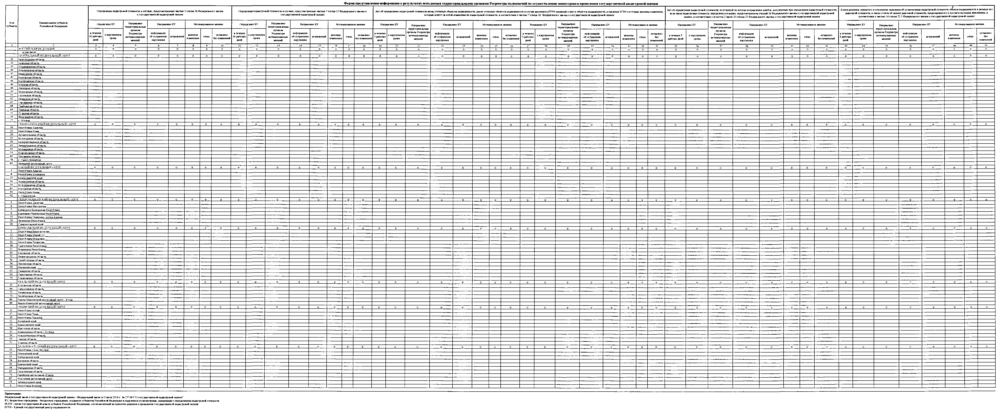 Форма представления информации о результатах исполнения территориальными органами Росреестра полномочий по осуществлению мониторинга проведения государственной кадастровой оценки
Код субъекта
Наименование субъекта Российской Федерации
Определение кадастровой стоимости в случаях, предусмотренных частью 1 статьи 16 Федерального закона о государственной кадастровой оценке
Определение кадастровой стоимости в случаях, предусмотренных частью 7 статьи 15 Федерального закона о государственной кадастровой оценке
Акт об определении кадастровой стоимости вновь учтенных объектов недвижимости, ранее учтенных объектов недвижимости в случае внесения в ЕГРН сведений о них и объектов недвижимости, в сведения ЕГРН о которых внесены изменения, которые влекут за собой изменение их кадастровой стоимости, в соответствии с частью 7 статьи 16 Федерального закона о государственной кадастровой оценке
Акт об определении кадастровой стоимости, полученной по итогам исправления ошибок, допущенных при определении кадастровой стоимости, если такая кадастровая стоимость определена в порядке, предусмотренном статьей 16 Федерального закона о государственной кадастровой оценке, в соответствии с пунктом 2 части 20 статьи 21 Федерального закона о государственной кадастровой оценке
Копия решения, принятого в отношении заявления об установлении кадастровой стоимости объекта недвижимости в размере его рыночной стоимости, а также отчета об оценке рыночной стоимости, представленного с соответствующим заявлением, в соответствии с частью 14 статьи 22.1 Федерального закона о государственной кадастровой оценке
Определено БУ
Направлено территориальным органом Росреестра мотивированных мнений
Направлено БУ
Мотивированное мнение
Определено БУ
Направлено территориальным органом Росреестра мотивированных мнений
Направлено БУ
Мотивированное мнение
Направлено БУ
Направлено территориальным органом Росреестра мотивированных мнений
Направлено БУ
Мотивированное мнение
Размещено БУ
Направлено территориальным органом Росреестра мотивированных мнений
Направлено БУ
Мотивированное мнение
Направлено БУ
Направлено территориальным органом Росреестра мотивированных мнений
Направлено БУ
Мотивированное мнение
Направлено БУ
Направлено территориальным органом Росреестра мотивированных мнений
Направлено БУ
Мотивированное мнение
в течение 10 рабочих дней
с нарушением срока
информации об устранении нарушения
возражений
внесены изменения
отказ
оставлено без изменений
в течение 40 рабочих дней
с нарушением срока
информации об устранении нарушения
возражений
внесены изменения
отказ
оставлено без изменений
в течение 3 рабочих дней
с нарушением срока
информации об устранении нарушения
возражений
внесены изменения
отказ
оставлено без изменений
в течение 3 рабочих дней
с нарушением срока
информации об устранении нарушения
возражений
внесены изменения
отказ
оставлено без изменений
в течение 3 рабочих дней
с нарушением срока
информации об устранении нарушения
возражений
внесены изменения
отказ
оставлено без изменений
в течение 5 рабочих дней
с нарушением срока
информации об устранении нарушения
возражений
внесены изменения
отказ
оставлено без изменений
1 2 3 4 5 6 7 8 9 10 11 12 13 14 15 16 17 18 19 20 21 22 23 24 25 26 27 28 29 33 34 30 31 32 35 36 37 38 39 40 41 42 43 44 45 46 47 48 49 50
РОССИЙСКАЯ ФЕДЕРАЦИЯ 0 0 0 0 0 0 0 0 0 0 0 0 0 0 0 0 0 0 0 0 0 0 0 0 0 0 0 0 0 0 0 0 0 0 0 0 0 0 0 0 0 0 0 0 0 0 0 0
в том числе
ЦЕНТРАЛЬНЫЙ ФЕДЕРАЛЬНЫЙ ОКРУГ 0 0 0 0 0 0 0 0 0 0 0 0 0 0 0 0 0 0 0 0 0 0 0 0 0 0 0 0 0 0 0 0 0 0 0 0 0 0 0 0 0 0 0 0 0 0 0 0
31 Белгородская область
32 Брянская область
33 Владимирская область
36 Воронежская область
37 Ивановская область
40 Калужская область
44 Костромская область
46 Курская область
48 Липецкая область
50 Московская область
57 Орловская область
62 Рязанская область
67 Смоленская область
68 Тамбовская область
69 Тверская область
71 Тульская область
76 Ярославская область
77 г. Москва
СЕВЕРО-ЗАПАДНЫЙ ФЕДЕРАЛЬНЫЙ ОКРУГ 0 0 0 0 0 0 0 0 0 0 0 0 0 0 0 0 0 0 0 0 0 0 0 0 0 0 0 0 0 0 0 0 0 0 0 0 0 0 0 0 0 0 0 0 0 0 0 0
10 Республика Карелия
11 Республика Коми
29 Архангельская область
35 Вологодская область
39 Калининградская область
47 Ленинградская область
51 Мурманская область
53 Новгородская область
60 Псковская область
78 г. Санкт-Петербург
83 Ненецкий автономный округ
ЮЖНЫЙ ФЕДЕРАЛЬНЫЙ ОКРУГ 0 0 0 0 0 0 0 0 0 0 0 0 0 0 0 0 0 0 0 0 0 0 0 0 0 0 0 0 0 0 0 0 0 0 0 0 0 0 0 0 0 0 0 0 0 0 0 0
1 Республика Адыгея
8 Республика Калмыкия
23 Краснодарский край
30 Астраханская область
34 Волгоградская область
61 Ростовская область
91 Республика Крым
92 г. Севастополь
СЕВЕРО-КАВКАЗСКИЙ ФЕДЕРАЛЬНЫЙ ОКРУГ 0 0 0 0 0 0 0 0 0 0 0 0 0 0 0 0 0 0 0 0 0 0 0 0 0 0 0 0 0 0 0 0 0 0 0 0 0 0 0 0 0 0 0 0 0 0 0 0
5 Республика Дагестан
6 Республика Ингушетия
7 Кабардино-Балкарская Республика
9 Карачаево-Черкесская Республика
15 Республика Северная Осетия-Алания
20 Чеченская Республика
26 Ставропольский край
ПРИВОЛЖСКИЙ ФЕДЕРАЛЬНЫЙ ОКРУГ 0 0 0 0 0 0 0 0 0 0 0 0 0 0 0 0 0 0 0 0 0 0 0 0 0 0 0 0 0 0 0 0 0 0 0 0 0 0 0 0 0 0 0 0 0 0 0 0
2 Республика Башкортостан
12 Республика Марий Эл
13 Республика Мордовия
16 Республика Татарстан
18 Удмуртская Республика
21 Чувашская Республика
43 Кировская область
52 Нижегородская область
56 Оренбургская область
58 Пензенская область
59 Пермский край
63 Самарская область
64 Саратовская область
73 Ульяновская область
УРАЛЬСКИЙ ФЕДЕРАЛЬНЫЙ ОКРУГ 0 0 0 0 0 0 0 0 0 0 0 0 0 0 0 0 0 0 0 0 0 0 0 0 0 0 0 0 0 0 0 0 0 0 0 0 0 0 0 0 0 0 0 0 0 0 0 0
45 Курганская область
66 Свердловская область
72 Тюменская область
74 Челябинская область
86 Ханты-Мансийский автономный округ - Югра
89 Ямало-Ненецкий автономный округ
СИБИРСКИЙ ФЕДЕРАЛЬНЫЙ ОКРУГ 0 0 0 0 0 0 0 0 0 0 0 0 0 0 0 0 0 0 0 0 0 0 0 0 0 0 0 0 0 0 0 0 0 0 0 0 0 0 0 0 0 0 0 0 0 0 0 0
4 Республика Алтай
17 Республика Тыва
19 Республика Хакасия
22 Алтайский край
24 Красноярский край
38 Иркутская область
42 Кемеровская область - Кузбасс
54 Новосибирская область
55 Омская область
70 Томская область
ДАЛЬНЕВОСТОЧНЫЙ ФЕДЕРАЛЬНЫЙ ОКРУГ 0 0 0 0 0 0 0 0 0 0 0 0 0 0 0 0 0 0 0 0 0 0 0 0 0 0 0 0 0 0 0 0 0 0 0 0 0 0 0 0 0 0 0 0 0 0 0 0
14 Республика Саха (Якутия)
25 Приморский край
27 Хабаровский край
28 Амурская область
41 Камчатский край
49 Магаданская область
65 Сахалинская область
79 Еврейская автономная область
87 Чукотский автономный округ
75 Забайкальский край
3 Республика Бурятия
Примечание:
Федеральный закон о государственной кадастровой оценке - Федеральный закон от 3 июля 2016 г. № 237-ФЗ "О государственной кадастровой оценке"
БУ, бюджетное учреждение - бюджетное учреждение, созданное субъектом Российской Федерации и наделенное полномочиями, связанными с определением кадастровой стоимости
ИОГВ - орган государственной власти субъекта Российской Федерации, уполномоченный на принятие решения о проведении государственной кадастровой оценки
ЕГРН - Единый государственный реестр недвижимости